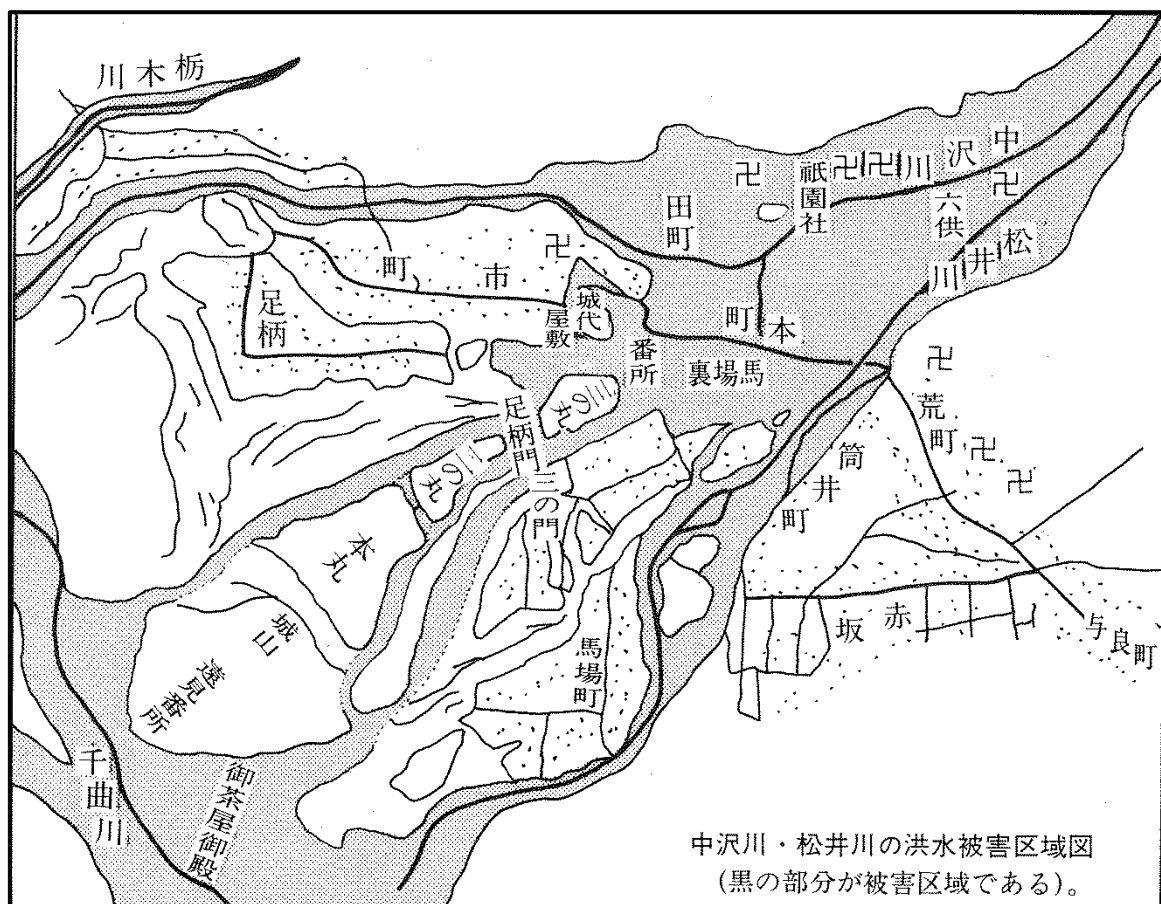 栃木川
中沢川
六供
松井川
祇園社
田町
市町
足柄
城代
屋敷
本町
番所
馬場裏
荒町
三の丸
足柄門
二の丸
三の門
筒井町
本丸
城山
遠見番所
馬場町
赤坂
与良町
千曲川
御茶屋御殿
中沢川・松井川の洪水被害区域図
(黒の部分が被害区域である)。